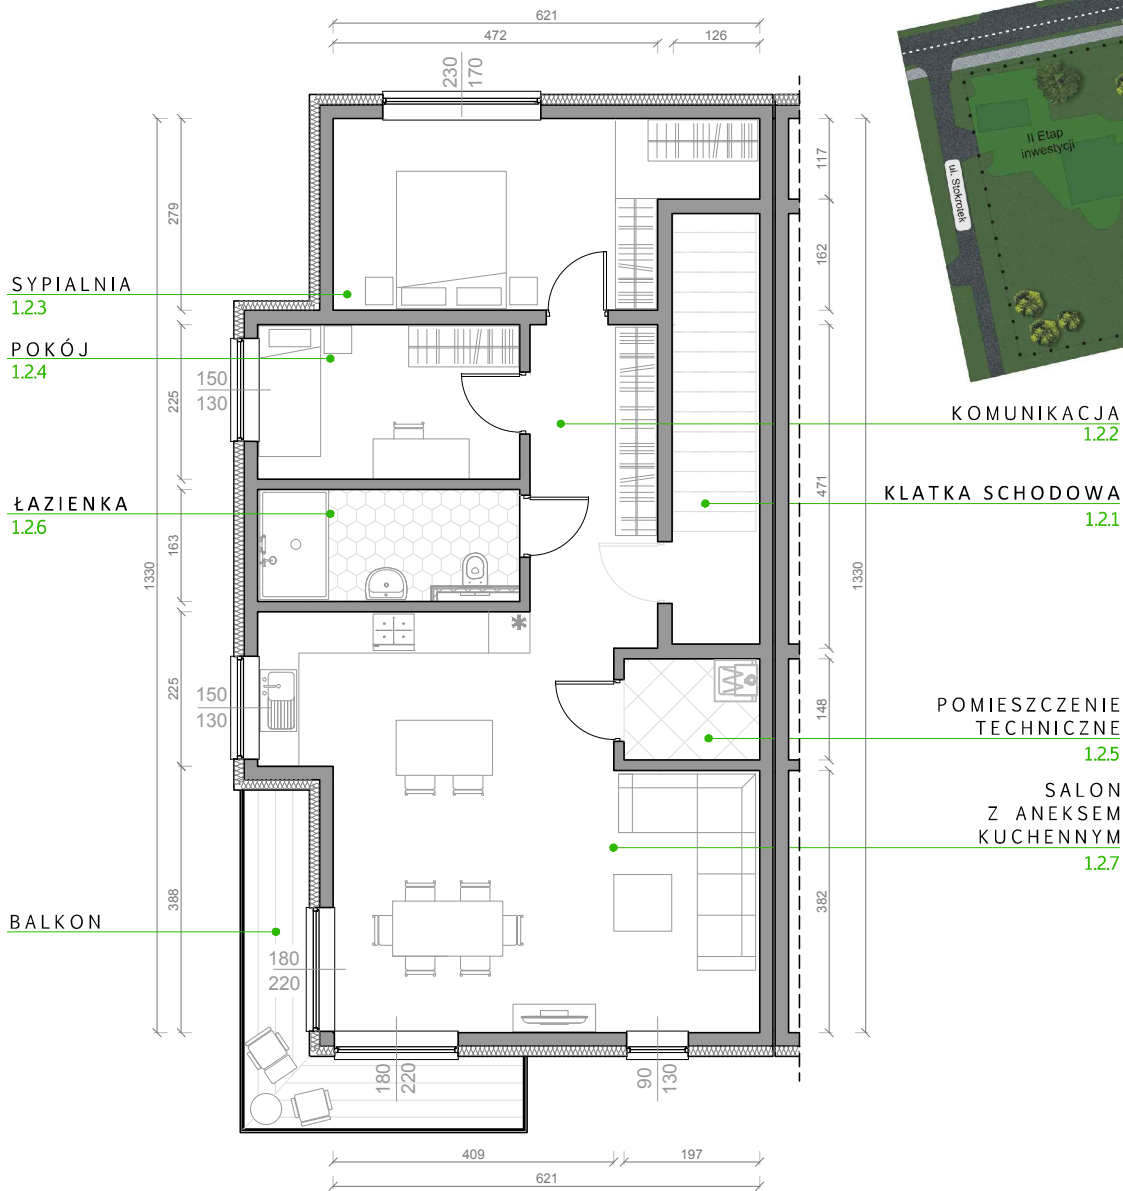 621
472
126
230
170
279
117
162
II Etap
inwestycji
ul. Stokrotek
SYPIALNIA
1.2.3
POKÓJ
1.2.4
150
130
225
KOMUNIKACJA
1.2.2
471
KLATKA SCHODOWA
1.2.1
ŁAZIENKA
1.2.6
163
1330
1330
225
150
130
148
POMIESZCZENIE
TECHNICZNE
1.2.5
SALON
Z ANEKSEM
KUCHENNYM
1.2.7
388
382
BALKON
180
220
180
220
90
130
409
197
621